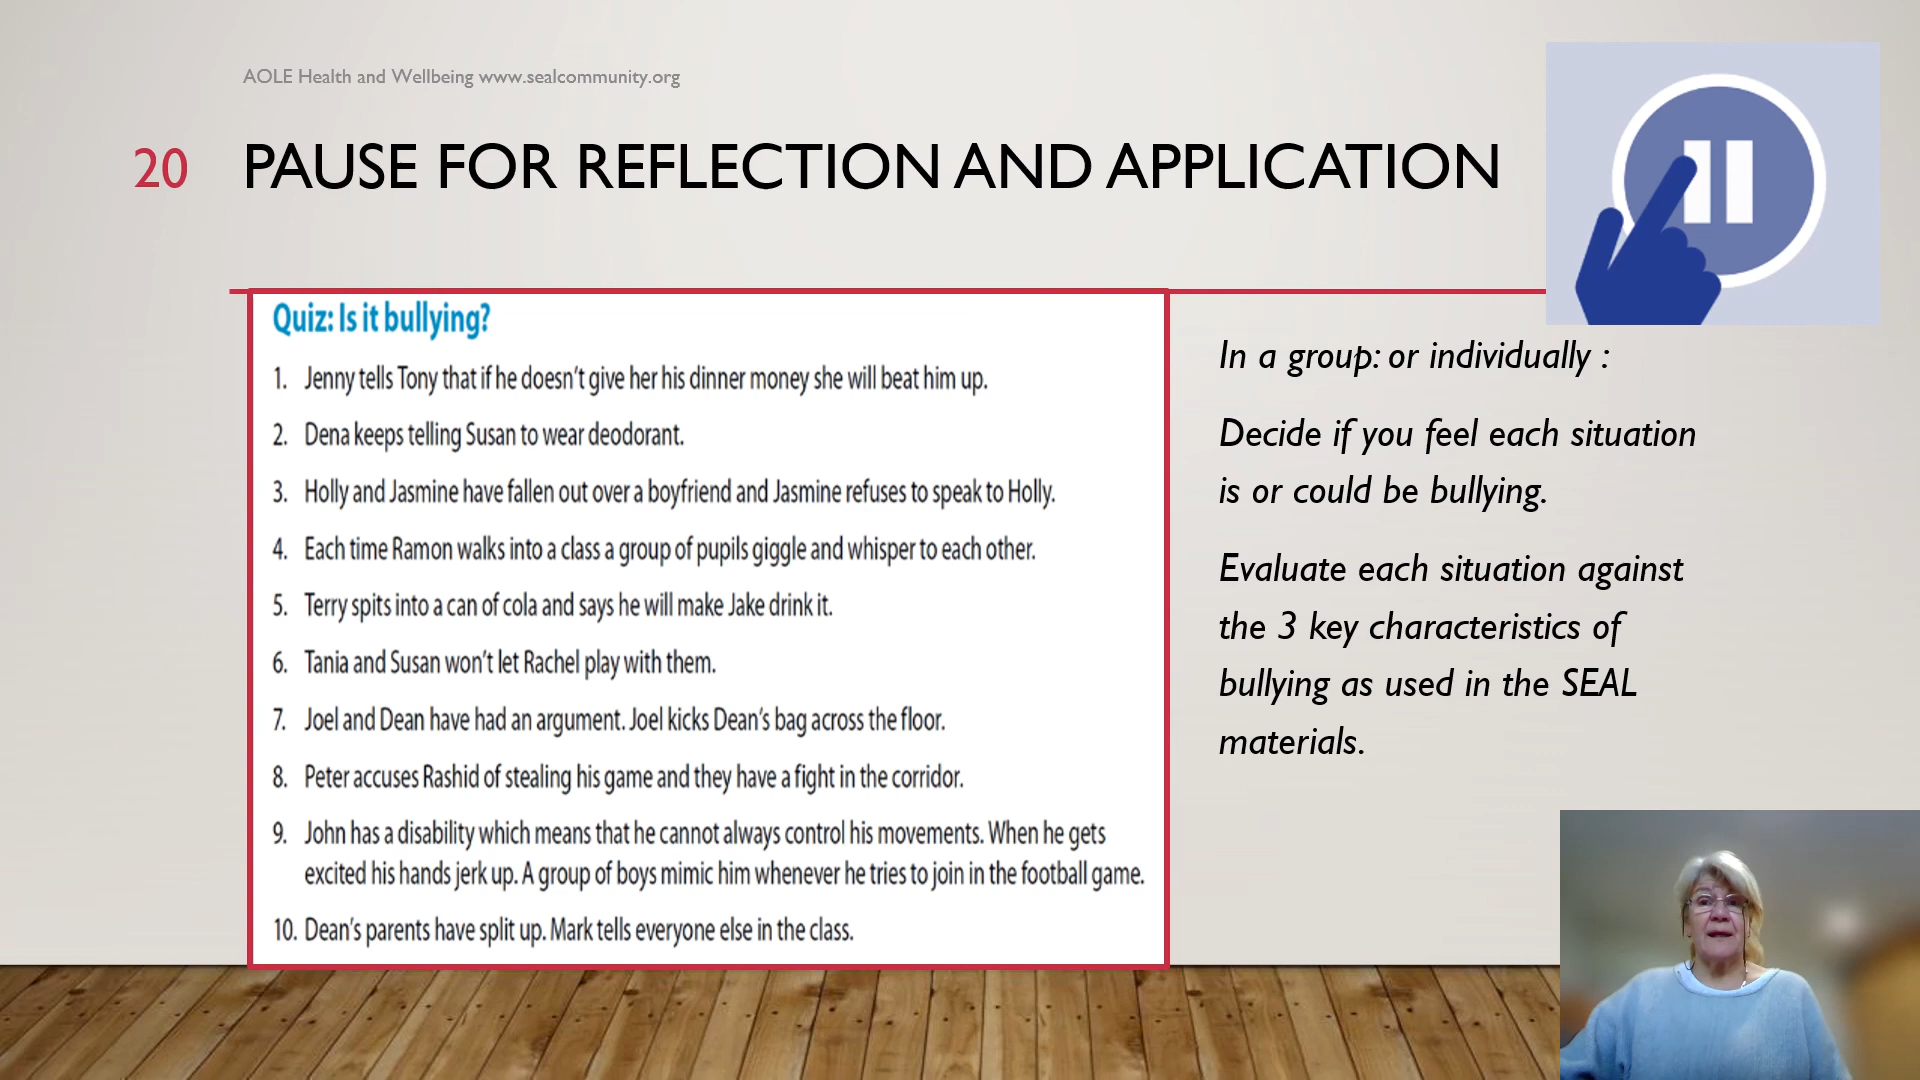 AOLE Health and Wellbeing www.sealcommunity.org
20 PAUSE FOR REFLECTION AND APPLICATION
Quiz: Is it bullying?
1. Jenny tells Tony that if he doesn't give her his dinner money she will beat him up.
2. Dena keeps telling Susan to wear deodorant.
3. Holly and Jasmine have fallen out over a boyfriend and Jasmine refuses to speak to Holly.
4. Each time Ramon walks into a class a group of pupils giggle and whisper to each other.
5. Terry spits into a can of cola and says he will make Jake drink it.
6. Tania and Susan won't let Rachel play with them.
7. Joel and Dean have had an argument. Joel kicks Dean's bag across the floor.
8. Peter accuses Rashid of stealing his game and they have a fight in the corridor.
9. John has a disability which means that he cannot always control his movements. When he gets
excited his hands jerk up. A group of boys mimic him whenever he tries to join in the football game.
10. Dean's parents have split up. Mark tells everyone else in the class.
In a group: or individually :
Decide if you feel each situation
is or could be bullying.
Evaluate each situation against
the 3 key characteristics of
bullying as used in the SEAL
materials.